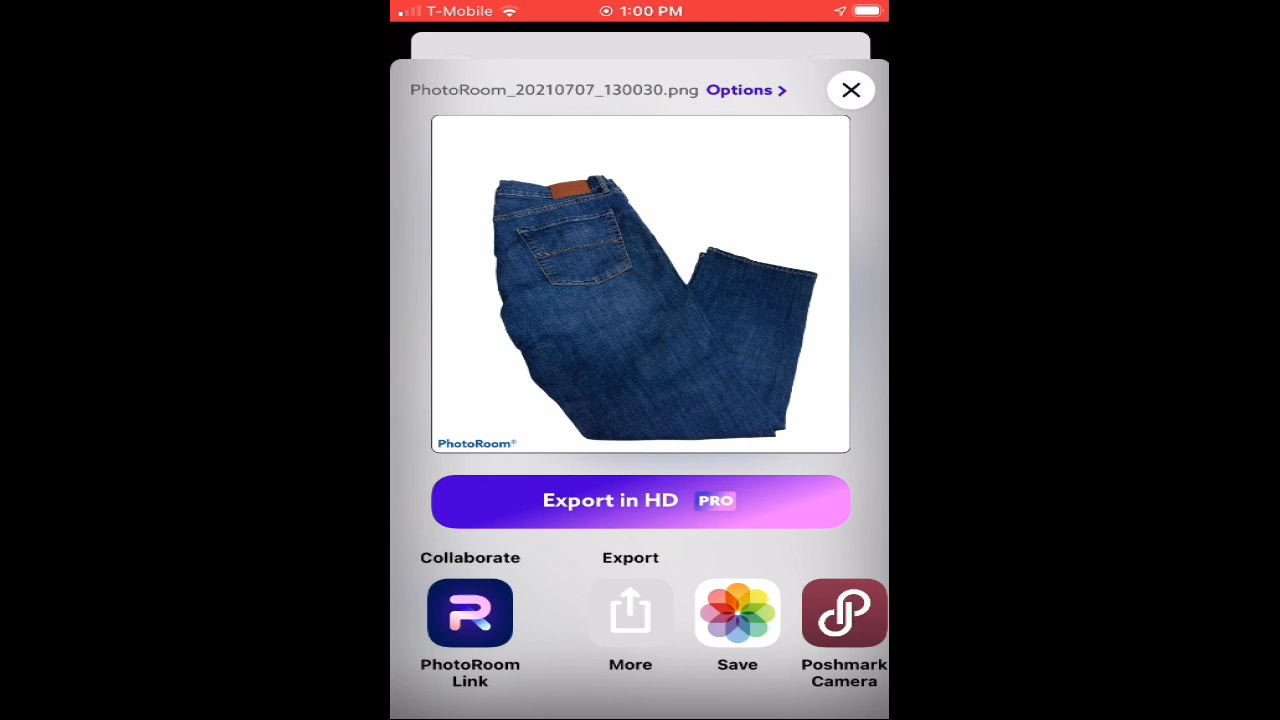 T-Mobile 1:00 PM
PhotoRoom_20210707_130030.png Options >
PhotoRoom®
Export in HD PRO
Collaborate Export
PhotoRoom Link More Save Poshmark Camera